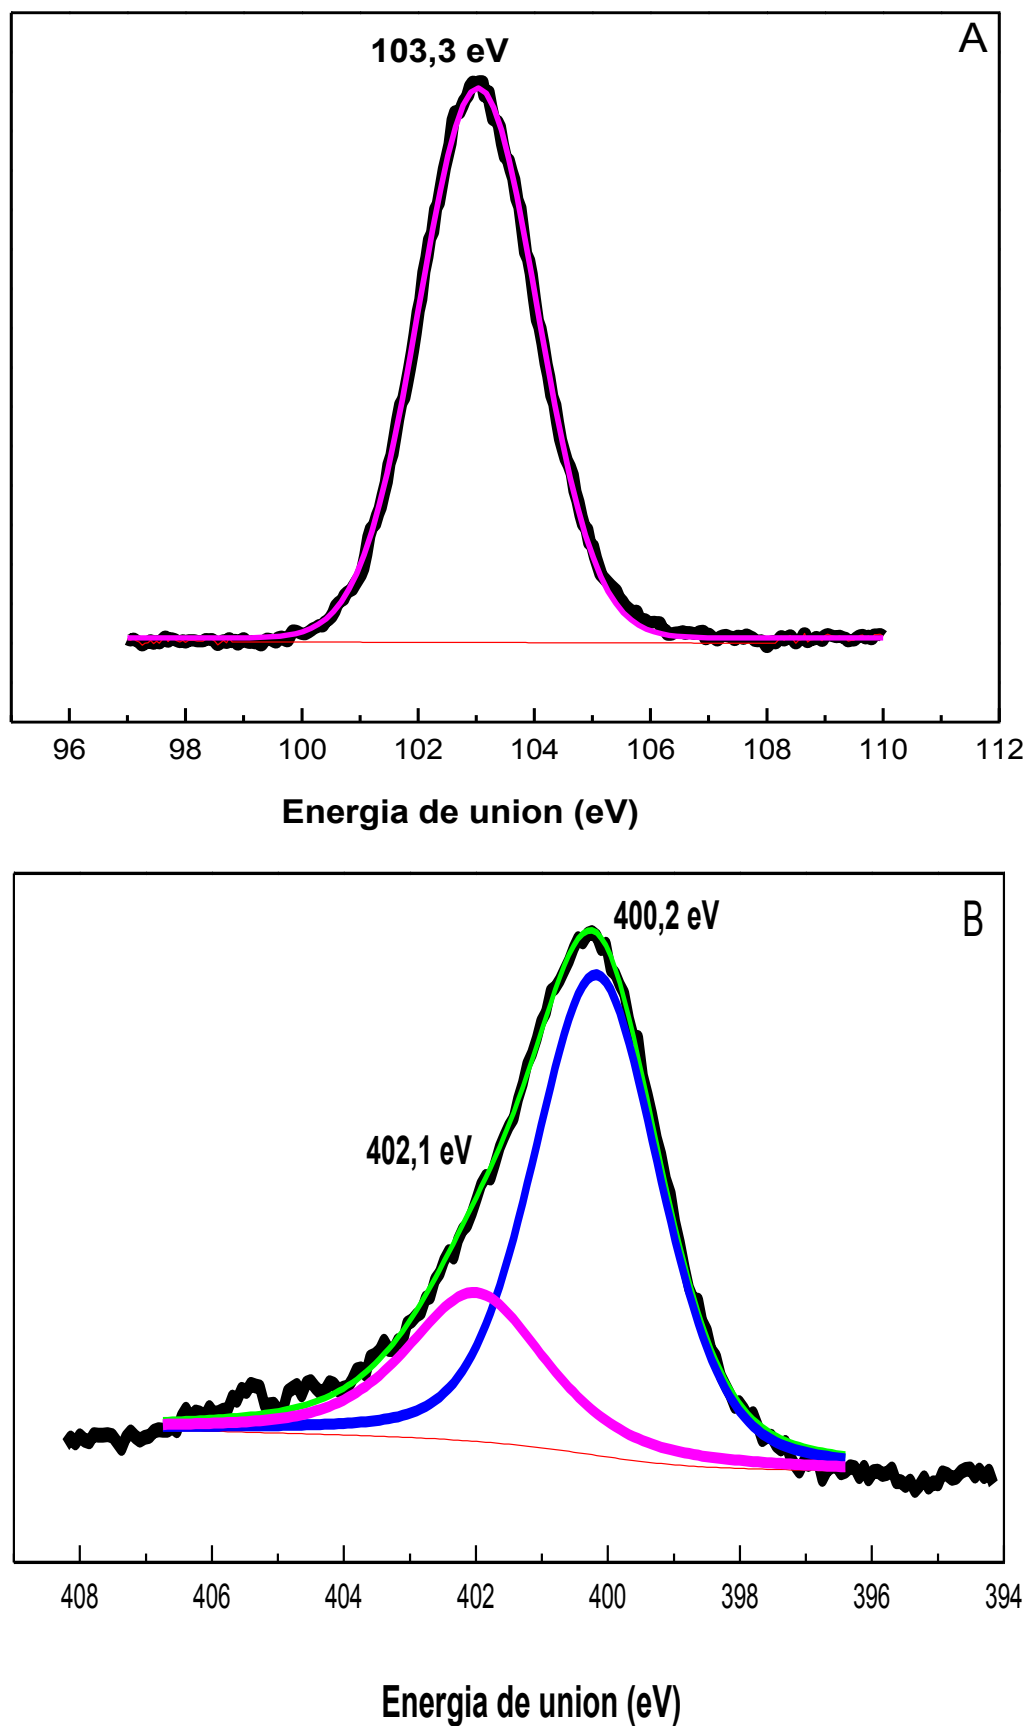 A
103,3 eV
96 98 100 102 104 106 108 110 112
Energia de union (eV)
B
400,2 eV
402,1 eV
408 406 404 402 400 398 396 394
Energia de union (eV)